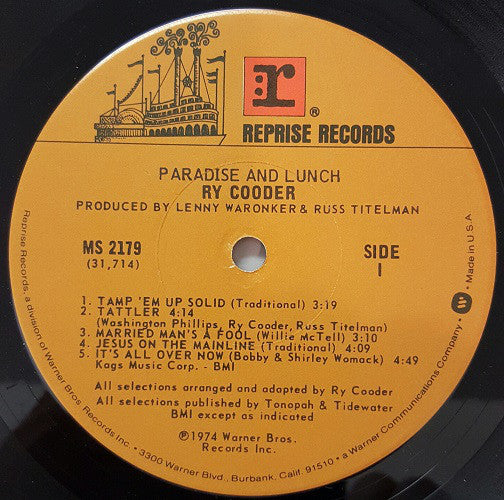 r
®
REPRISE RECORDS
PARADISE AND LUNCH
RY COODER
PRODUCED BY LENNY WARONKER & RUSS TITELMAN
MS 2179
(31,714)
SIDE
1
1. TAMP 'EM UP SOLID (Traditional) 3:19
2. TATTLER 4:14
(Washington Phillips, Ry Cooder, Russ Titelman)
3. MARRIED MAN'S A FOOL (Willie McTell) 3:10
4. JESUS ON THE MAINLINE (Traditional) 4:09
5. IT'S ALL OVER NOW (Bobby & Shirley Womack) 4:49
Kags Music Corp. - BMI
All selections arranged and adopted by Ry Cooder
All selections published by Tonopah & Tidewater
BMI except as indicated
℗1974 Warner Bros.
Records Inc.
Reprise Records, a division of Warner Bros. Records Inc. • 3300 Warner Blvd., Burbank, Calif. 91510 • a Warner Communications Company • W • Made in U.S.A.